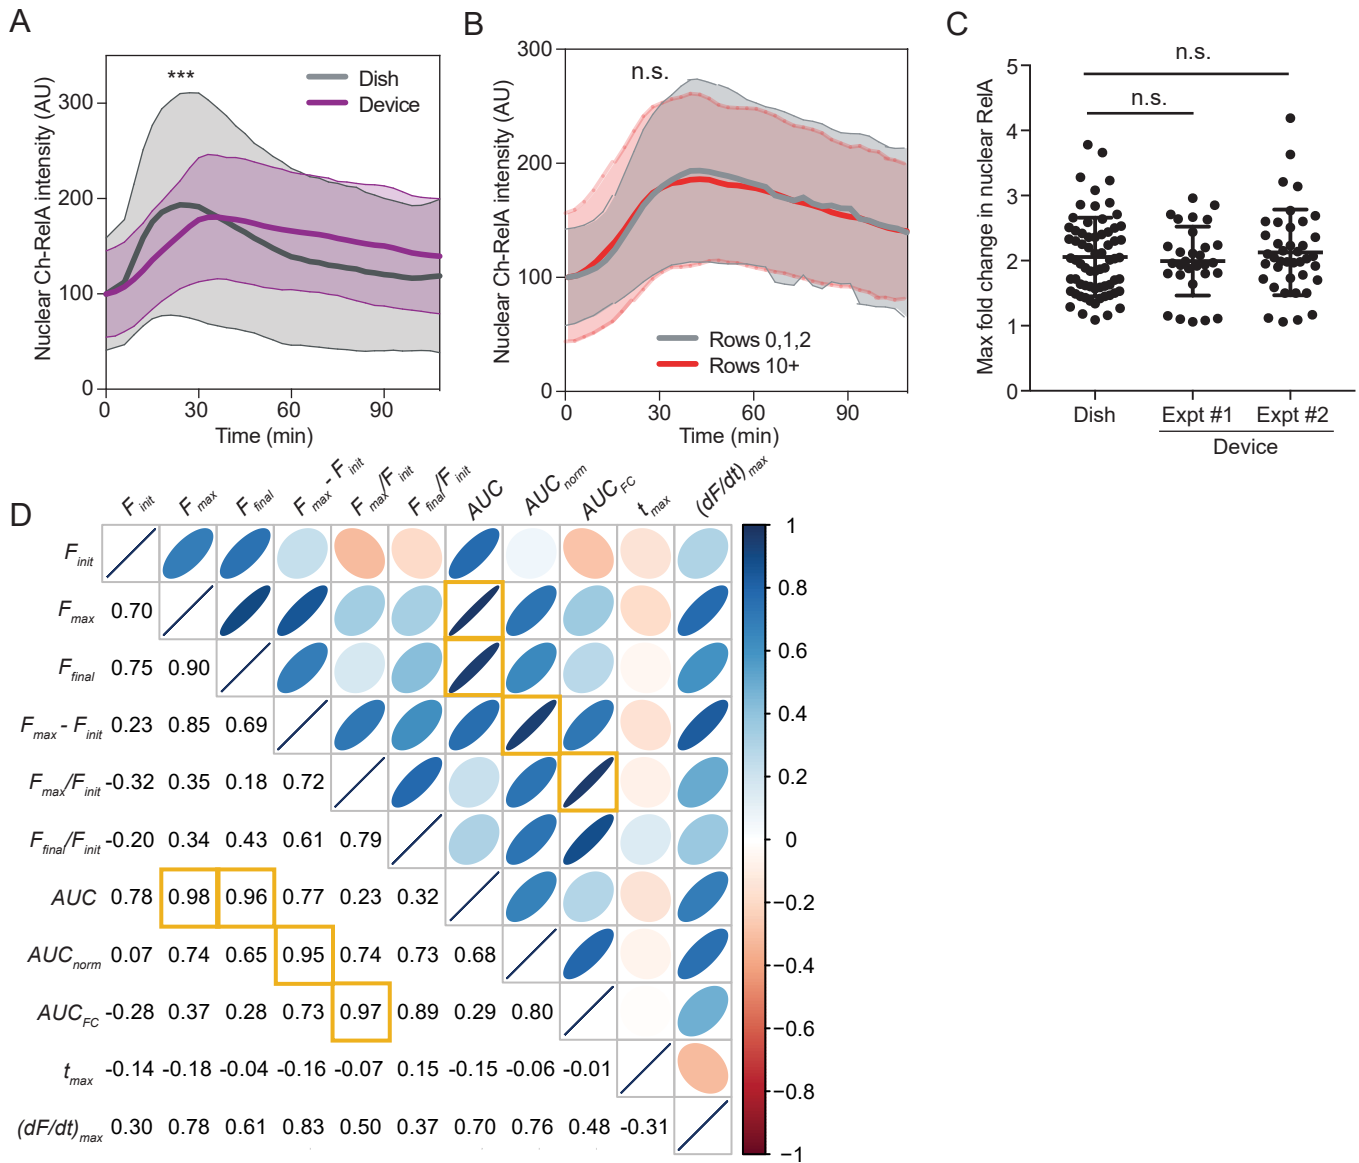 A
Nuclear Ch-RelA intensity (AU)
300
200
100
0
***
Dish
Device
0 30 60 90
Time (min)
B
Nuclear Ch-RelA intensity (AU)
300
200
100
0
n.s.
Rows 0,1,2
Rows 10+
0 30 60 90
Time (min)
C
Max fold change in nuclear RelA
5
4
3
2
1
0
n.s.
n.s.
Dish Expt #1 Expt #2
Device
D
F init F max F final F max - F init F max/F init F final/F init AUC AUC norm AUC FC t max (dF/dt) max
F init
F max 0.70
F final 0.75 0.90
F max - F init 0.23 0.85 0.69
F max/F init -0.32 0.35 0.18 0.72
F final/F init -0.20 0.34 0.43 0.61 0.79
AUC 0.78 0.98 0.96 0.77 0.23 0.32
AUC norm 0.07 0.74 0.65 0.95 0.74 0.73 0.68
AUC FC -0.28 0.37 0.28 0.73 0.97 0.89 0.29 0.80
t max -0.14 -0.18 -0.04 -0.16 -0.07 0.15 -0.15 -0.06 -0.01
(dF/dt) max 0.30 0.78 0.61 0.83 0.50 0.37 0.70 0.76 0.48 -0.31
1
0.8
0.6
0.4
0.2
0
−0.2
−0.4
−0.6
−0.8
−1